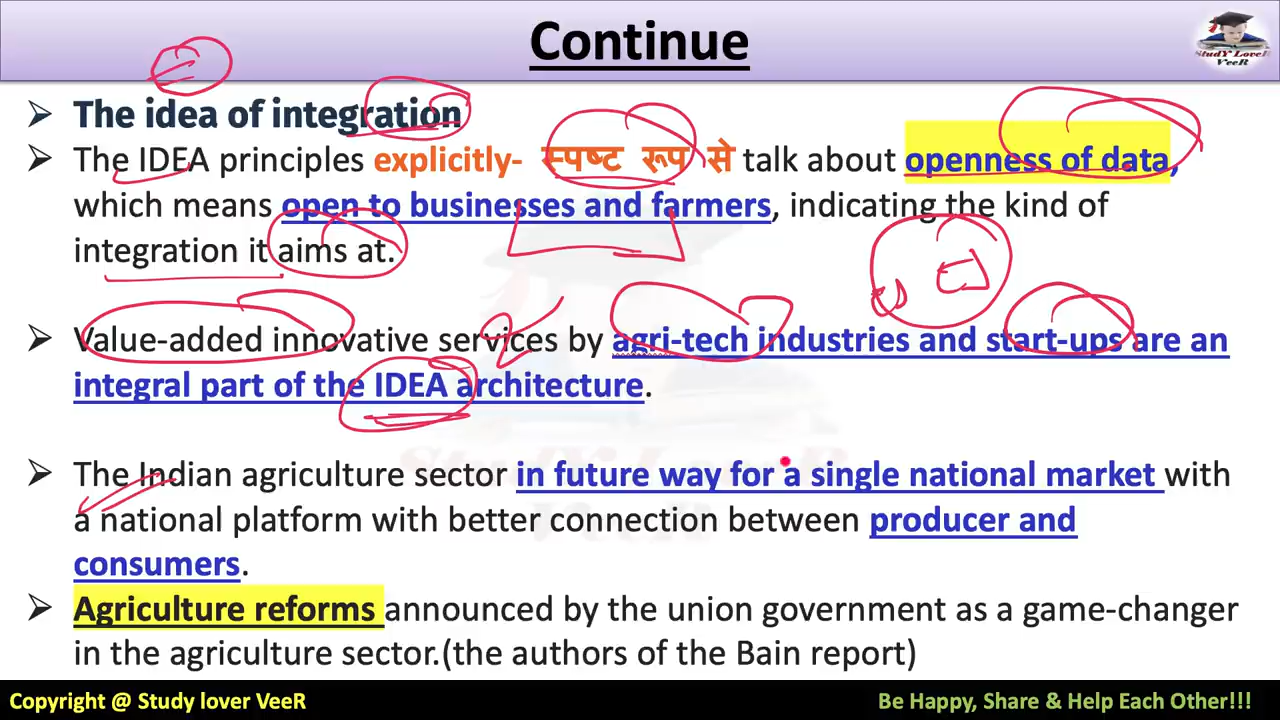 Continue
StudY LoveR
VeeR
The idea of integration
The IDEA principles explicitly- स्पष्ट रूप से talk about openness of data,
which means open to businesses and farmers, indicating the kind of
integration it aims at.
Value-added innovative services by agri-tech industries and start-ups are an
integral part of the IDEA architecture.
The Indian agriculture sector in future way for a single national market with
a national platform with better connection between producer and
consumers.
Agriculture reforms announced by the union government as a game-changer
in the agriculture sector.(the authors of the Bain report)
Copyright @ Study lover VeeR
Be Happy, Share & Help Each Other!!!